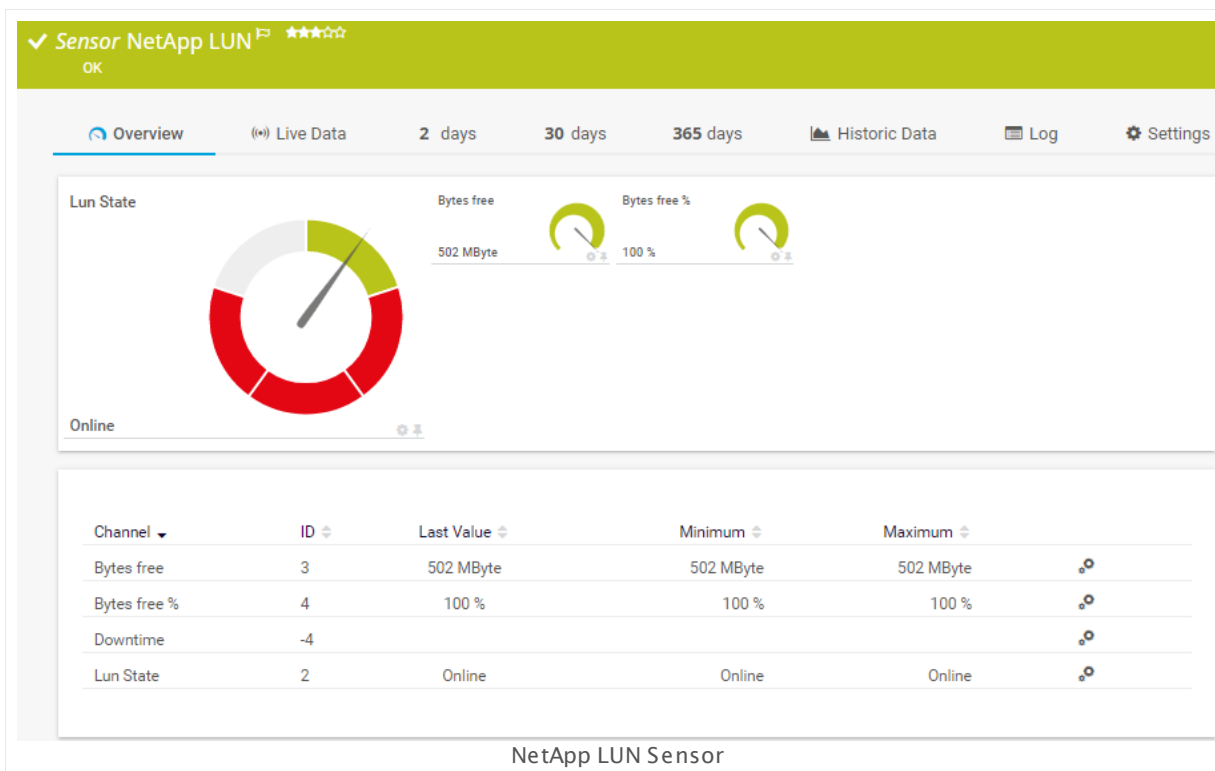 Sensor NetApp LUN
OK
Overview Live Data 2 days 30 days 365 days Historic Data Log Settings
Lun State
Bytes free
502 MByte
Bytes free %
100 %
Online
Channel ID Last Value Minimum Maximum
Bytes free 3 502 MByte 502 MByte 502 MByte
Bytes free % 4 100 % 100 % 100 %
Downtime -4
Lun State 2 Online Online Online
NetApp LUN Sensor